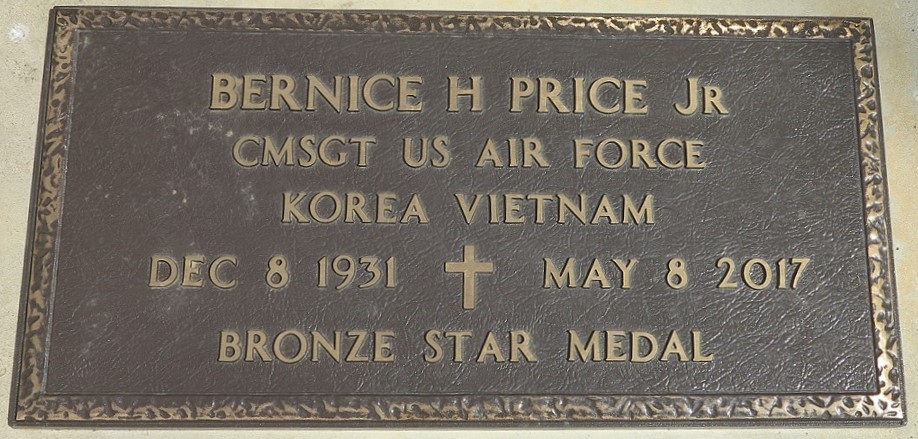 BERNICE H PRICE JR
CMSGT US AIR FORCE
KOREA VIETNAM
DEC 8 1931 MAY 8 2017
BRONZE STAR MEDAL